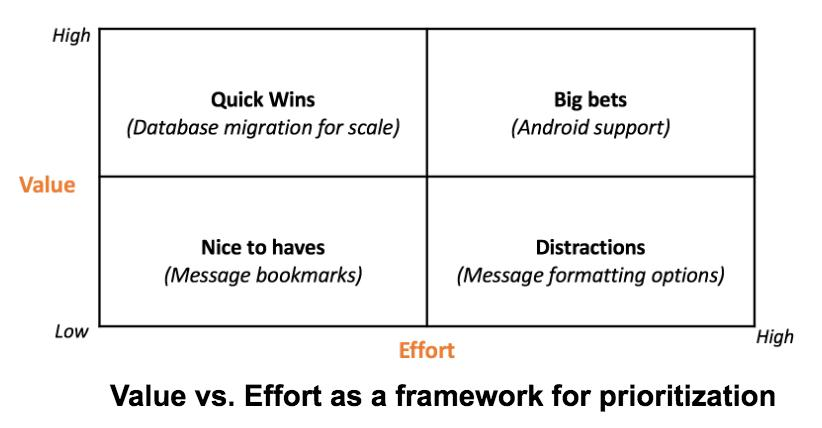 High
Quick Wins
(Database migration for scale)
Big bets
(Android support)
Value
Nice to haves
(Message bookmarks)
Distractions
(Message formatting options)
Low
High
Effort
Value vs. Effort as a framework for prioritization